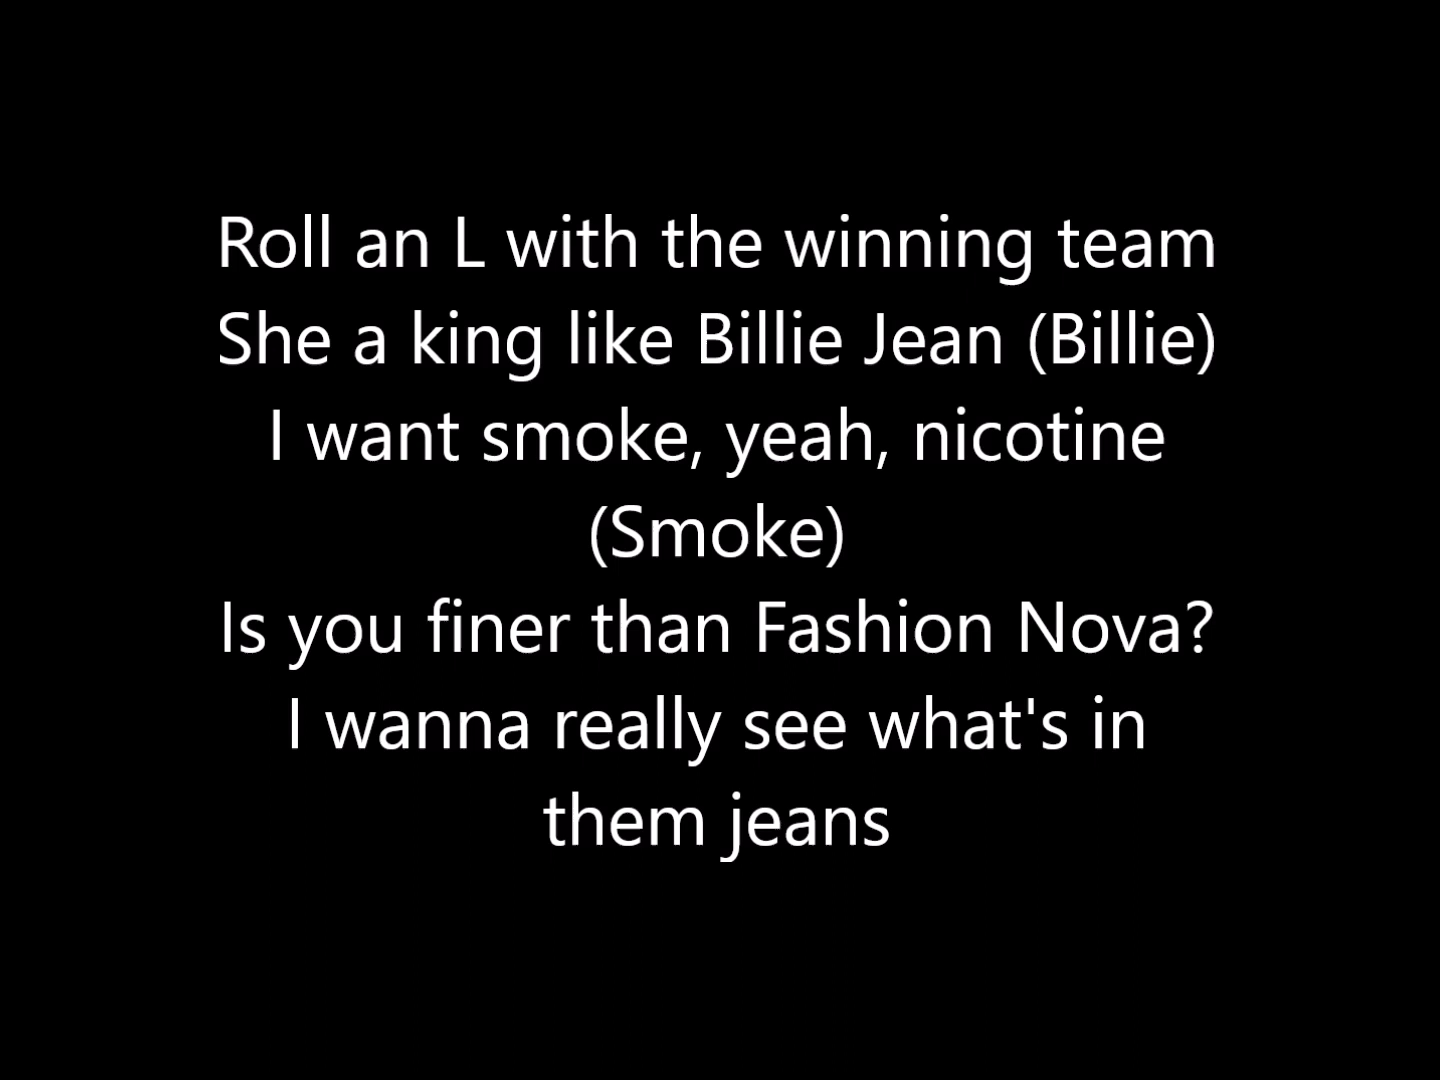 Roll an L with the winning team
She a king like Billie Jean (Billie)
I want smoke, yeah, nicotine
(Smoke)
Is you finer than Fashion Nova?
I wanna really see what's in
them jeans